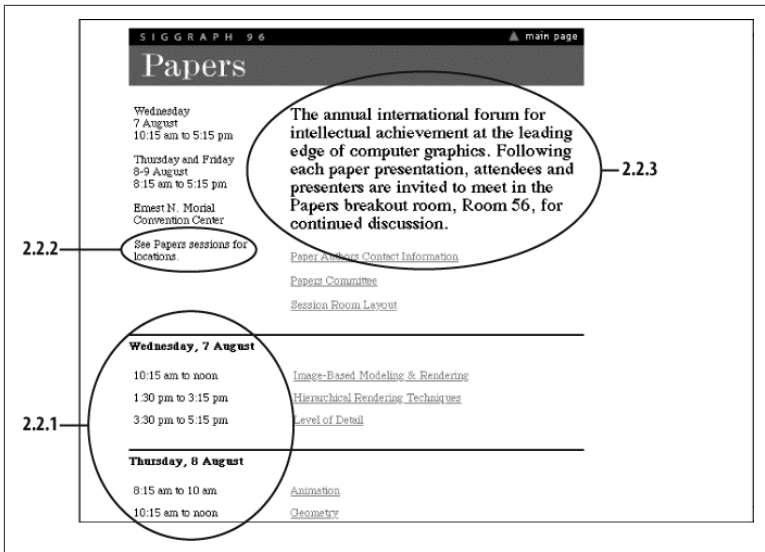 SIGGRAPH 96
main page
Papers
Wednesday
7 August
10:15 am to 5:15 pm
Thursday and Friday
8-9 August
8:15 am to 5:15 pm
Ernest N. Morial
Convention Center
See Papers sessions for
locations.
The annual international forum for
intellectual achievement at the leading
edge of computer graphics. Following
each paper presentation, attendees and
presenters are invited to meet in the
Papers breakout room, Room 56, for
continued discussion.
Paper Authors Contact Information
Papers Committee
Session Room Layout
2.2.3
2.2.2
Wednesday, 7 August
10:15 am to noon Image-Based Modeling & Rendering
1:30 pm to 3:15 pm Hierarchical Rendering Techniques
3:30 pm to 5:15 pm Level of Detail
2.2.1
Thursday, 8 August
8:15 am to 10 am Animation
10:15 am to noon Geometry